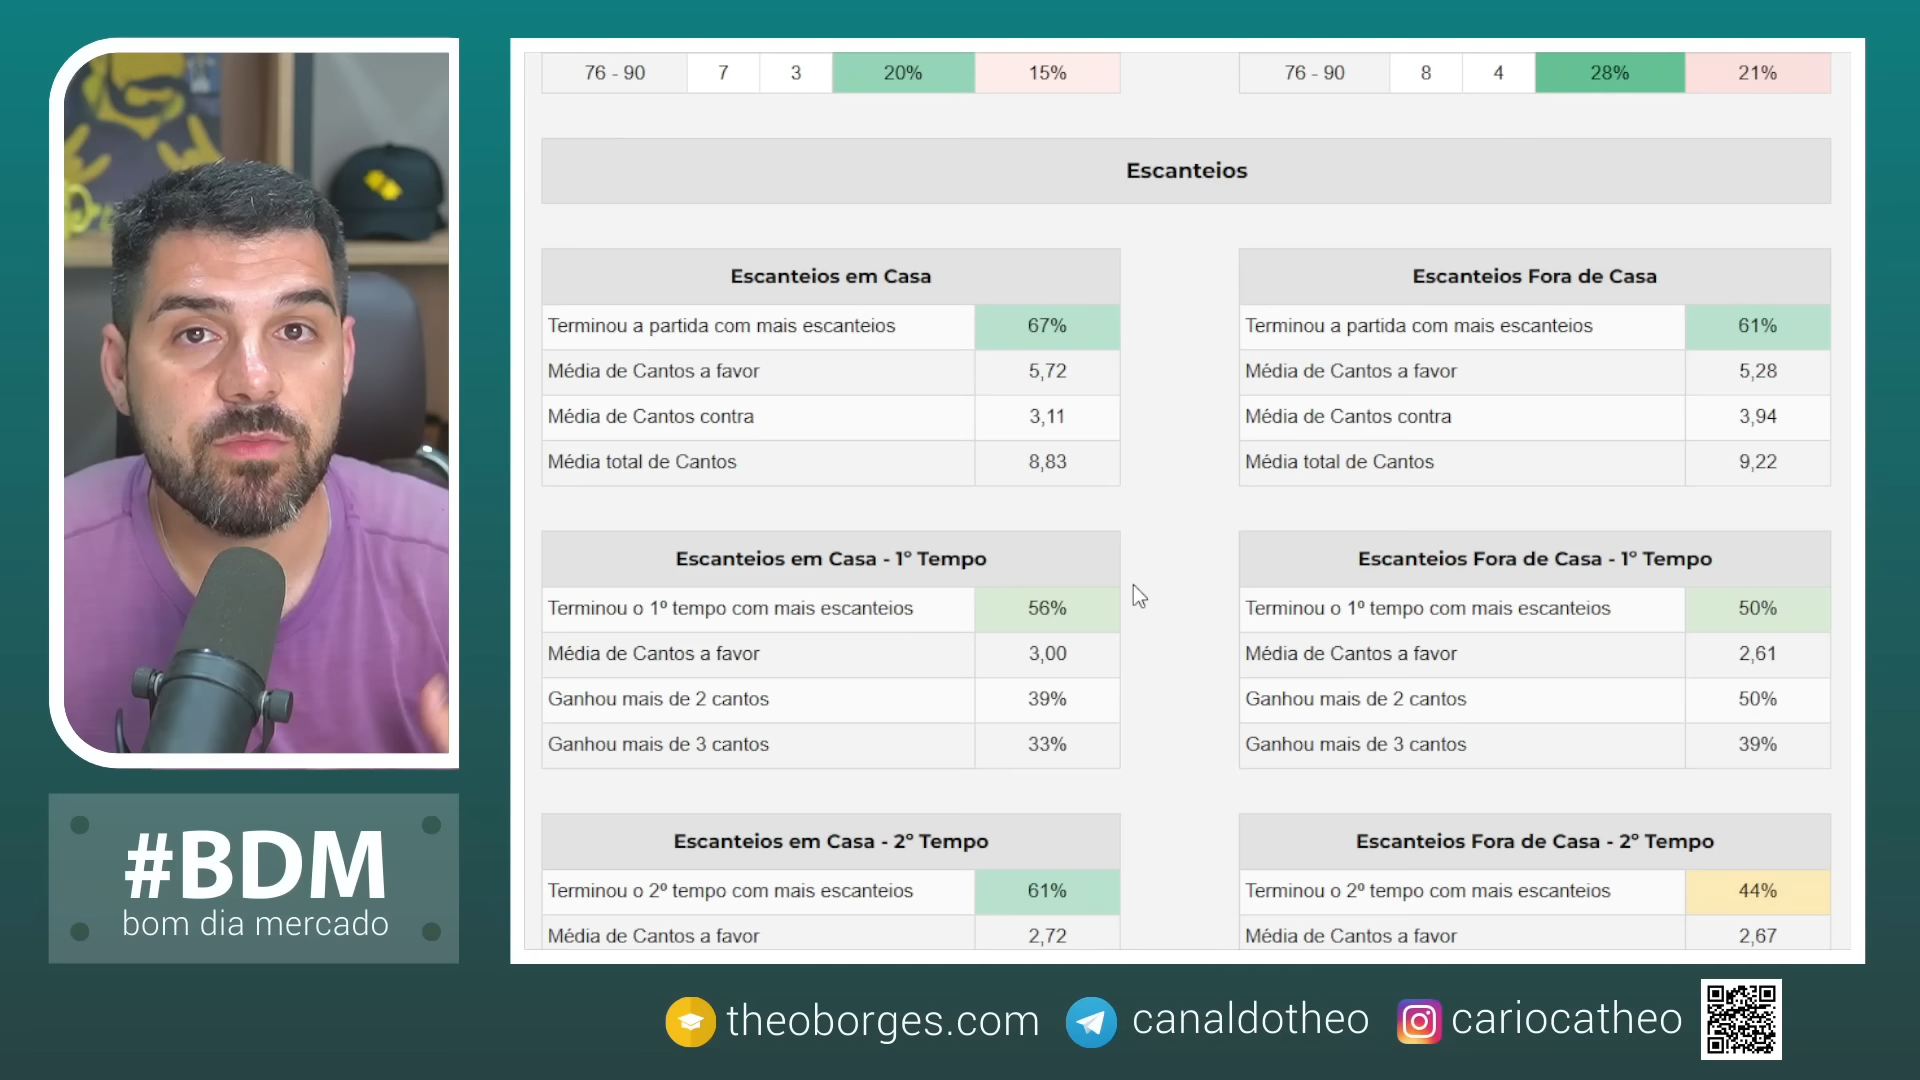 76 - 90 7 3 20% 15%
76 - 90 8 4 28% 21%
Escanteios
Escanteios em Casa
Terminou a partida com mais escanteios 67%
Média de Cantos a favor 5,72
Média de Cantos contra 3,11
Média total de Cantos 8,83
Escanteios Fora de Casa
Terminou a partida com mais escanteios 61%
Média de Cantos a favor 5,28
Média de Cantos contra 3,94
Média total de Cantos 9,22
Escanteios em Casa - 1º Tempo
Terminou o 1º tempo com mais escanteios 56%
Média de Cantos a favor 3,00
Ganhou mais de 2 cantos 39%
Ganhou mais de 3 cantos 33%
Escanteios Fora de Casa - 1º Tempo
Terminou o 1º tempo com mais escanteios 50%
Média de Cantos a favor 2,61
Ganhou mais de 2 cantos 50%
Ganhou mais de 3 cantos 39%
Escanteios em Casa - 2º Tempo
Terminou o 2º tempo com mais escanteios 61%
Média de Cantos a favor 2,72
Escanteios Fora de Casa - 2º Tempo
Terminou o 2º tempo com mais escanteios 44%
Média de Cantos a favor 2,67
#BDM
bom dia mercado
theoborges.com
canaldotheo
cariocatheo